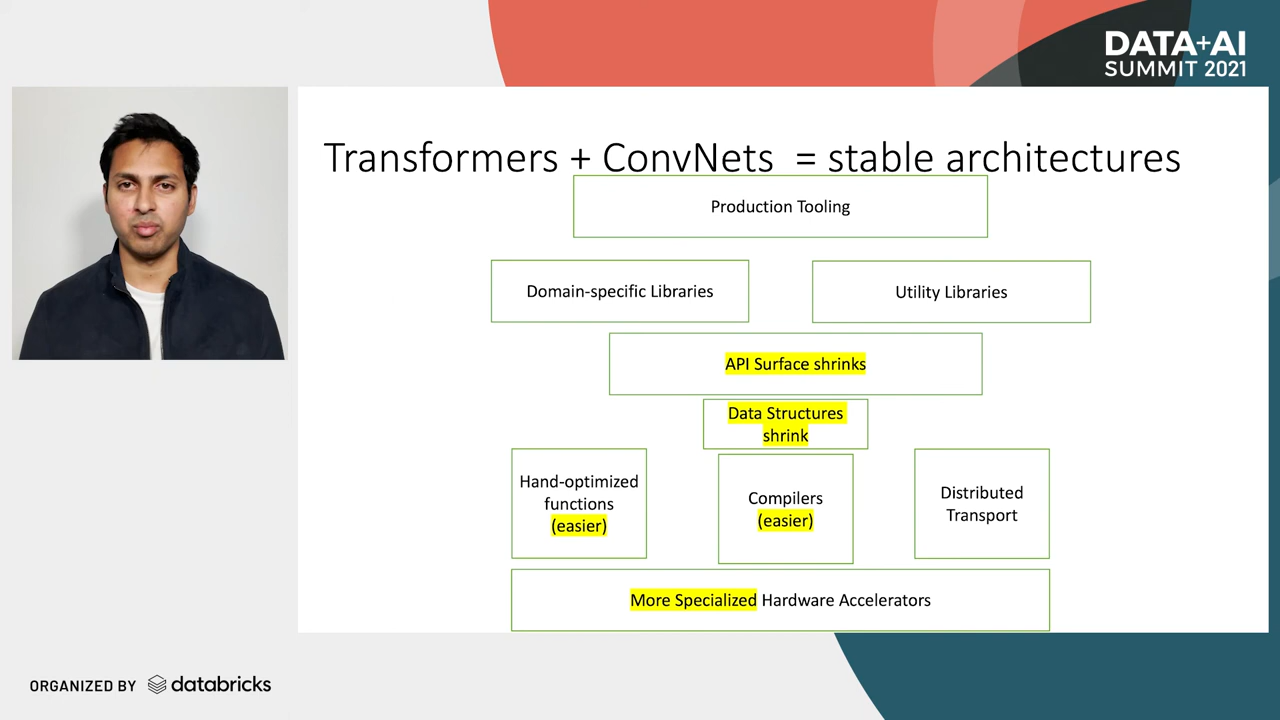 DATA+AI
SUMMIT 2021
Transformers + ConvNets = stable architectures
Production Tooling
Domain-specific Libraries
Utility Libraries
API Surface shrinks
Data Structures
shrink
Hand-optimized
functions
(easier)
Compilers
(easier)
Distributed
Transport
More Specialized Hardware Accelerators
ORGANIZED BY databricks